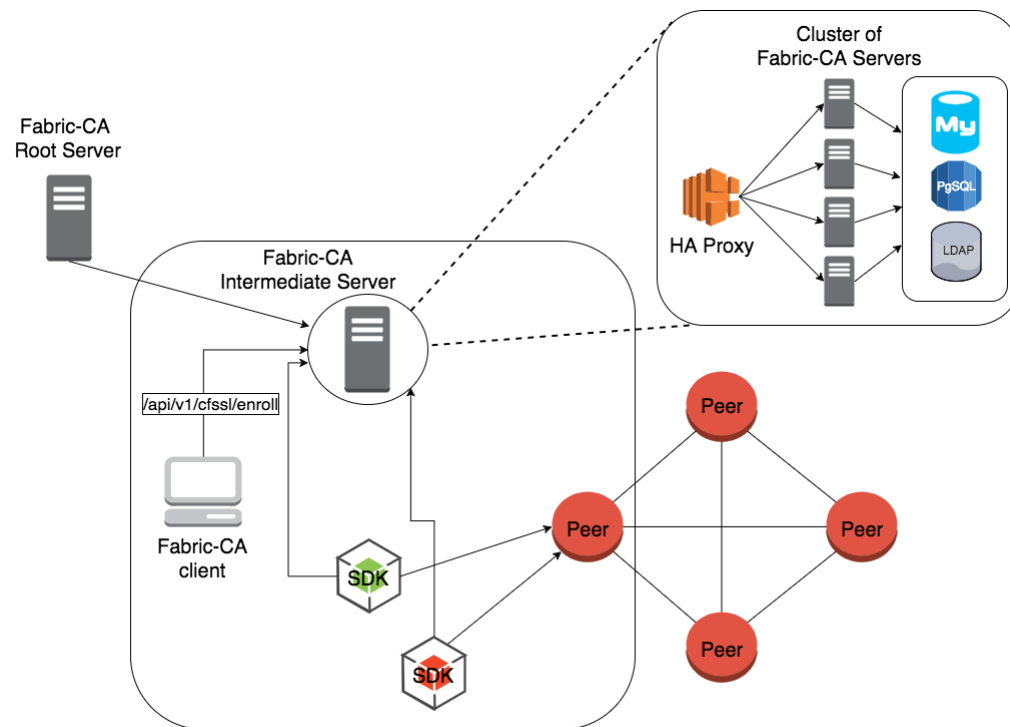 Cluster of
Fabric-CA Servers
My
PgSQL
LDAP
HA Proxy
Fabric-CA
Root Server
Fabric-CA
Intermediate Server
/api/v1/cfssl/enroll
Fabric-CA
client
SDK
SDK
Peer
Peer
Peer
Peer